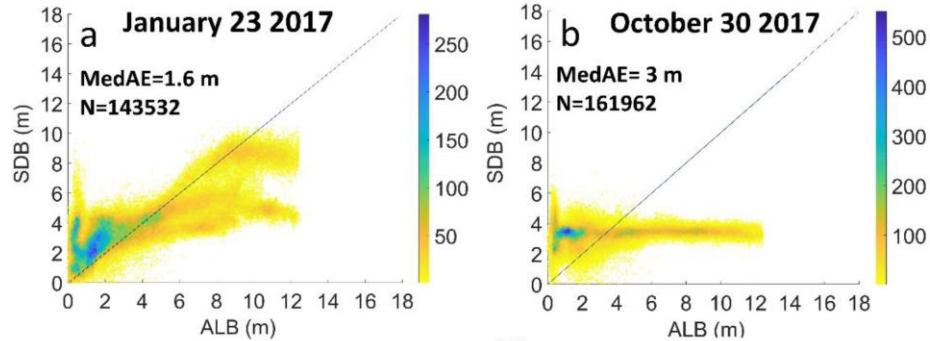 a
January 23 2017
MedAE=1.6 m
N=143532
18
16
14
12
10
8
6
4
2
0
SDB (m)
0 2 4 6 8 10 12 14 16 18
ALB (m)
250
200
150
100
50
b
October 30 2017
MedAE= 3 m
N=161962
18
16
14
12
10
8
6
4
2
0
SDB (m)
0 2 4 6 8 10 12 14 16 18
ALB (m)
500
400
300
200
100